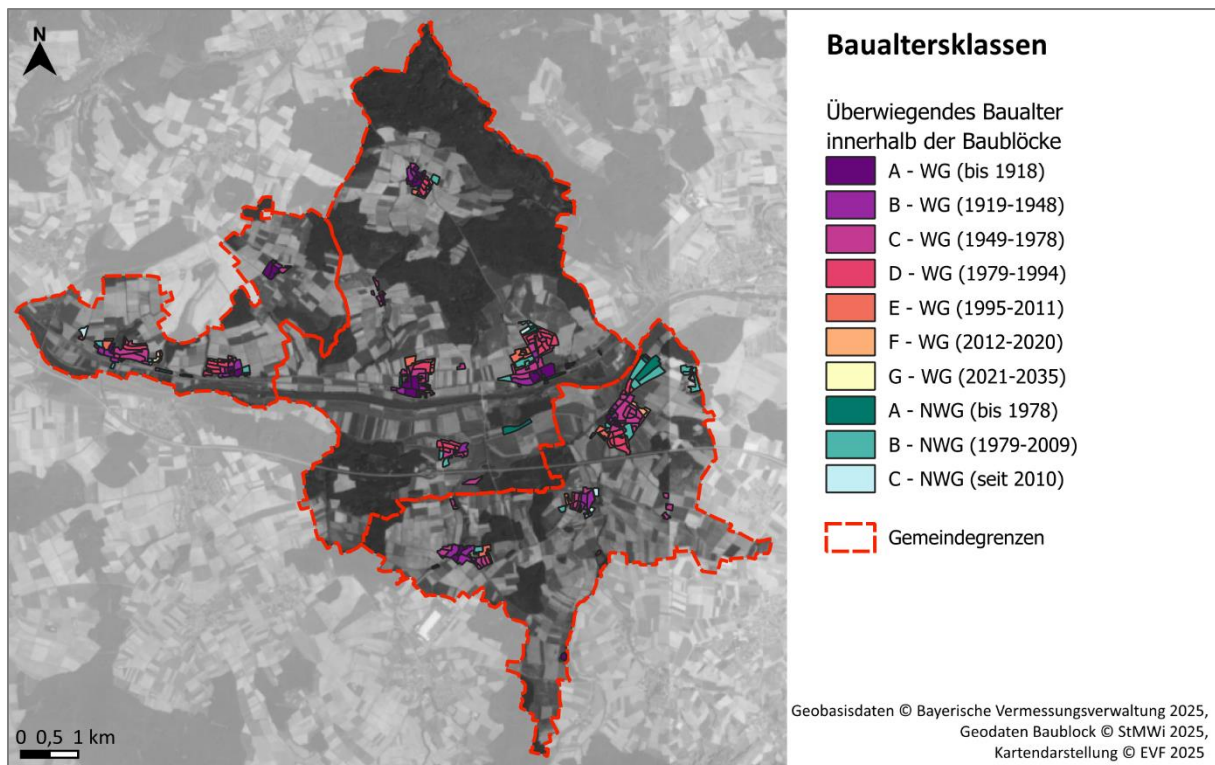 N
0 0,5 1 km
Baualtersklassen
Überwiegendes Baualter
innerhalb der Baublöcke
A - WG (bis 1918)
B - WG (1919-1948)
C - WG (1949-1978)
D - WG (1979-1994)
E - WG (1995-2011)
F - WG (2012-2020)
G - WG (2021-2035)
A - NWG (bis 1978)
B - NWG (1979-2009)
C - NWG (seit 2010)
Gemeindegrenzen
Geobasisdaten © Bayerische Vermessungsverwaltung 2025,
Geodaten Baublock © StMWi 2025,
Kartendarstellung © EVF 2025